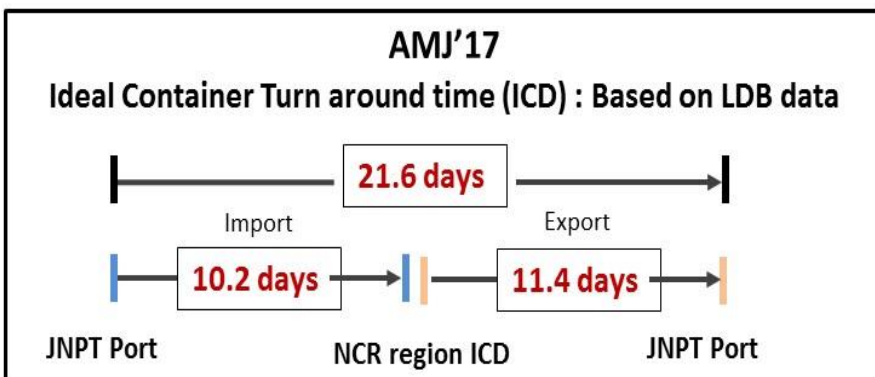 AMJ’17
Ideal Container Turn around time (ICD) : Based on LDB data
21.6 days
Import Export
10.2 days 11.4 days
JNPT Port NCR region ICD JNPT Port